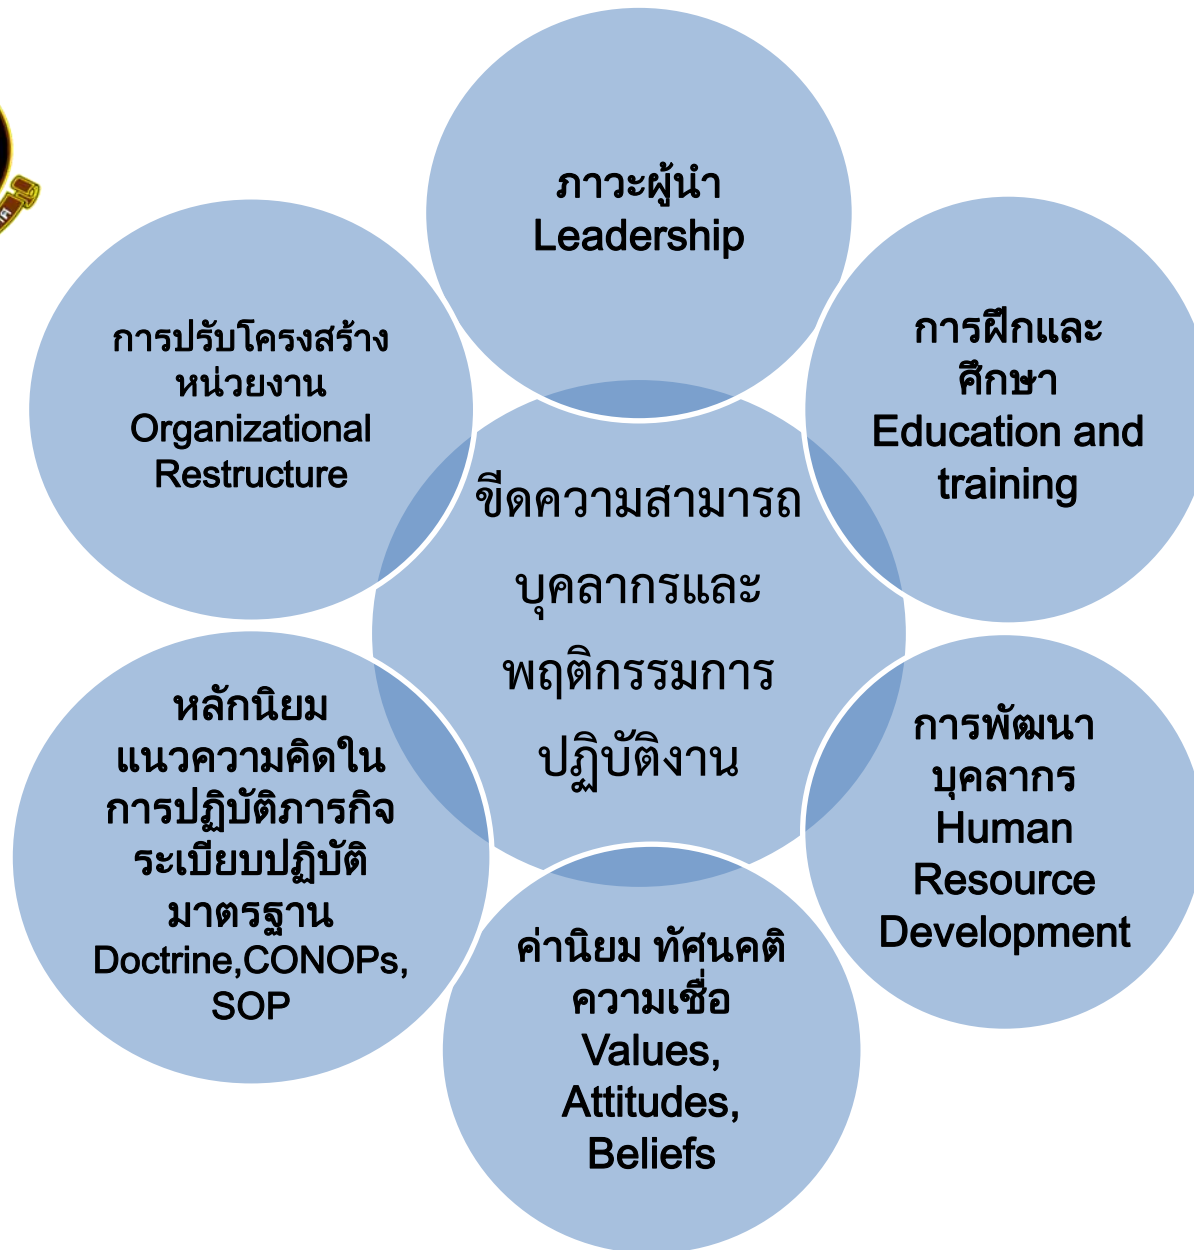 ภาวะผู้นำ
Leadership
การฝึกและ
ศึกษา
Education and
training
การพัฒนา
บุคลากร
Human
Resource
Development
ค่านิยม ทัศนคติ
ความเชื่อ
Values,
Attitudes,
Beliefs
หลักนิยม
แนวความคิดใน
การปฏิบัติภารกิจ
ระเบียบปฏิบัติ
มาตรฐาน
Doctrine,CONOPs,
SOP
การปรับโครงสร้าง
หน่วยงาน
Organizational
Restructure
ขีดความสามารถ
บุคลากรและ
พฤติกรรมการ
ปฏิบัติงาน